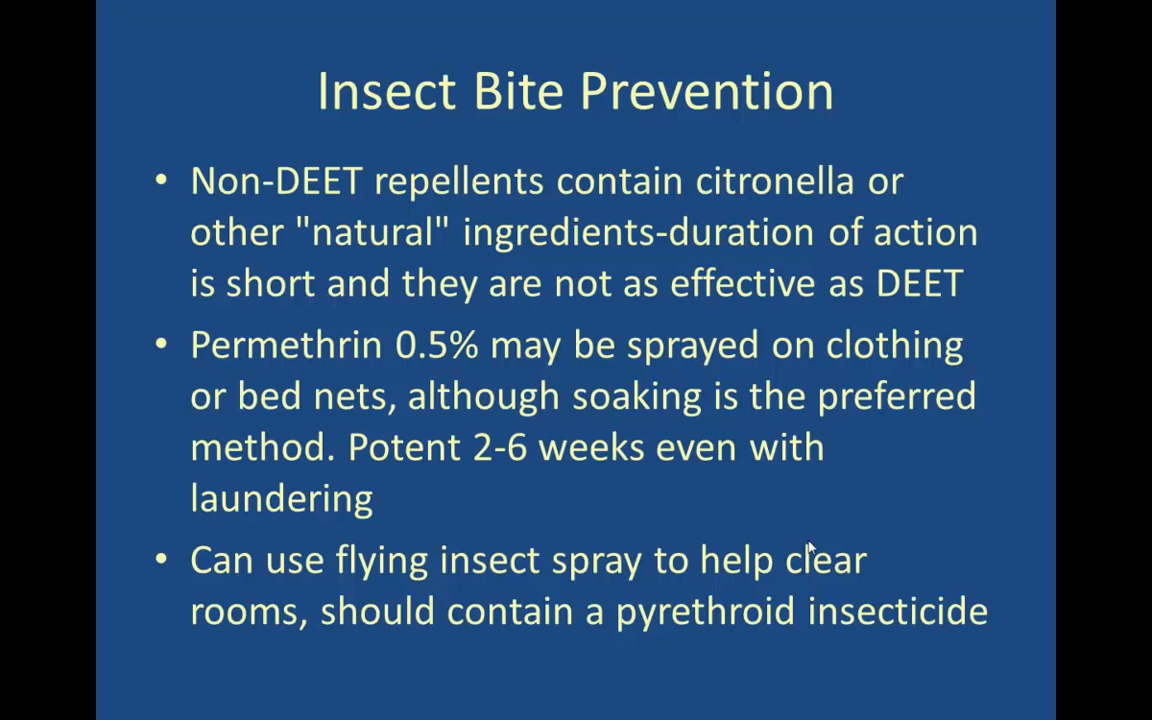 Insect Bite Prevention
• Non-DEET repellents contain citronella or
other "natural" ingredients-duration of action
is short and they are not as effective as DEET
• Permethrin 0.5% may be sprayed on clothing
or bed nets, although soaking is the preferred
method. Potent 2-6 weeks even with
laundering
• Can use flying insect spray to help clear
rooms, should contain a pyrethroid insecticide